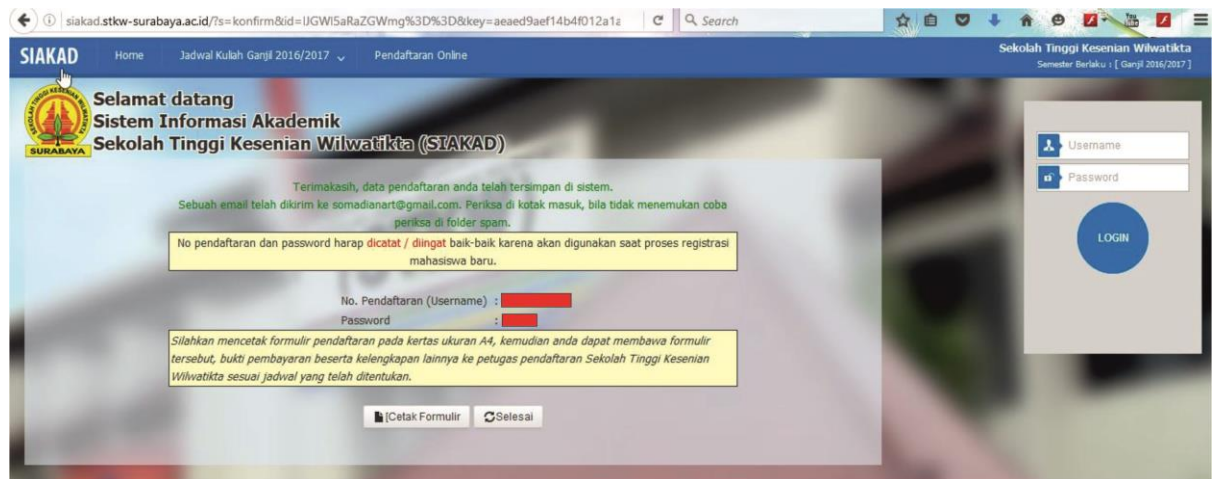 siakad.stkw-surabaya.ac.id/?s=konfirm&id=IJGWI5aRaZGWmg%3D%3D&key=aeaed9aef14b4f012a1a
Search
SIAKAD
Home
Jadwal Kuliah Ganjil 2016/2017
Pendaftaran Online
Sekolah Tinggi Kesenian Wilwatikta
Semester Berlaku : [ Ganjil 2016/2017 ]
SURABAYA
Selamat datang
Sistem Informasi Akademik
Sekolah Tinggi Kesenian Wilwatikta (SIAKAD)
Terimakasih, data pendaftaran anda telah tersimpan di sistem.
Sebuah email telah dikirim ke somadianart@gmail.com. Periksa di kotak masuk, bila tidak menemukan coba
periksa di folder spam.
No pendaftaran dan password harap dicatat / diingat baik-baik karena akan digunakan saat proses registrasi
mahasiswa baru.
No. Pendaftaran (Username) :
Password :
Silahkan mencetak formulir pendaftaran pada kertas ukuran A4, kemudian anda dapat membawa formulir
tersebut, bukti pembayaran beserta kelengkapan lainnya ke petugas pendaftaran Sekolah Tinggi Kesenian
Wilwatikta sesuai jadwal yang telah ditentukan.
[Cetak Formulir
Selesai
Username
Password
LOGIN